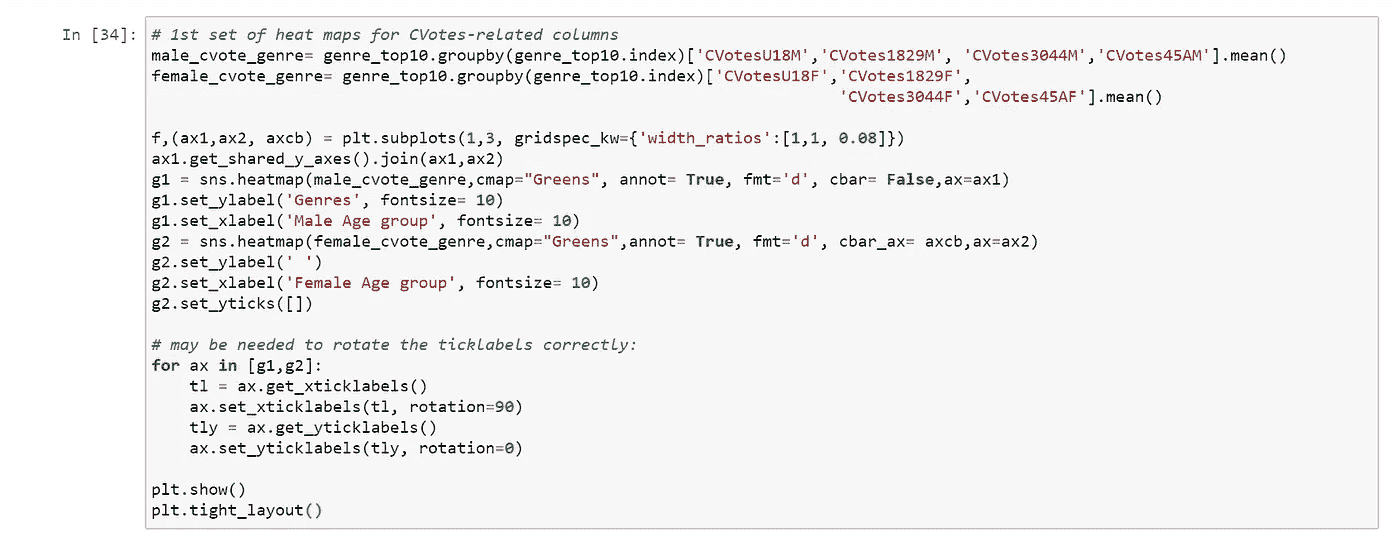 In [34]: # 1st set of heat maps for CVotes-related columns
male_cvote_genre= genre_top10.groupby(genre_top10.index)['CVotesU18M','CVotes1829M', 'CVotes3044M','CVotes45AM'].mean()
female_cvote_genre= genre_top10.groupby(genre_top10.index)['CVotesU18F','CVotes1829F',
'CVotes3044F','CVotes45AF'].mean()
f,(ax1,ax2, axcb) = plt.subplots(1,3, gridspec_kw={'width_ratios':[1,1, 0.08]})
ax1.get_shared_y_axes().join(ax1,ax2)
g1 = sns.heatmap(male_cvote_genre,cmap="Greens", annot= True, fmt='d', cbar= False,ax=ax1)
g1.set_ylabel('Genres', fontsize= 10)
g1.set_xlabel('Male Age group', fontsize= 10)
g2 = sns.heatmap(female_cvote_genre,cmap="Greens",annot= True, fmt='d', cbar_ax= axcb,ax=ax2)
g2.set_ylabel(' ')
g2.set_xlabel('Female Age group', fontsize= 10)
g2.set_yticks([])
# may be needed to rotate the ticklabels correctly:
for ax in [g1,g2]:
    tl = ax.get_xticklabels()
    ax.set_xticklabels(tl, rotation=90)
    tly = ax.get_yticklabels()
    ax.set_yticklabels(tly, rotation=0)
plt.show()
plt.tight_layout()